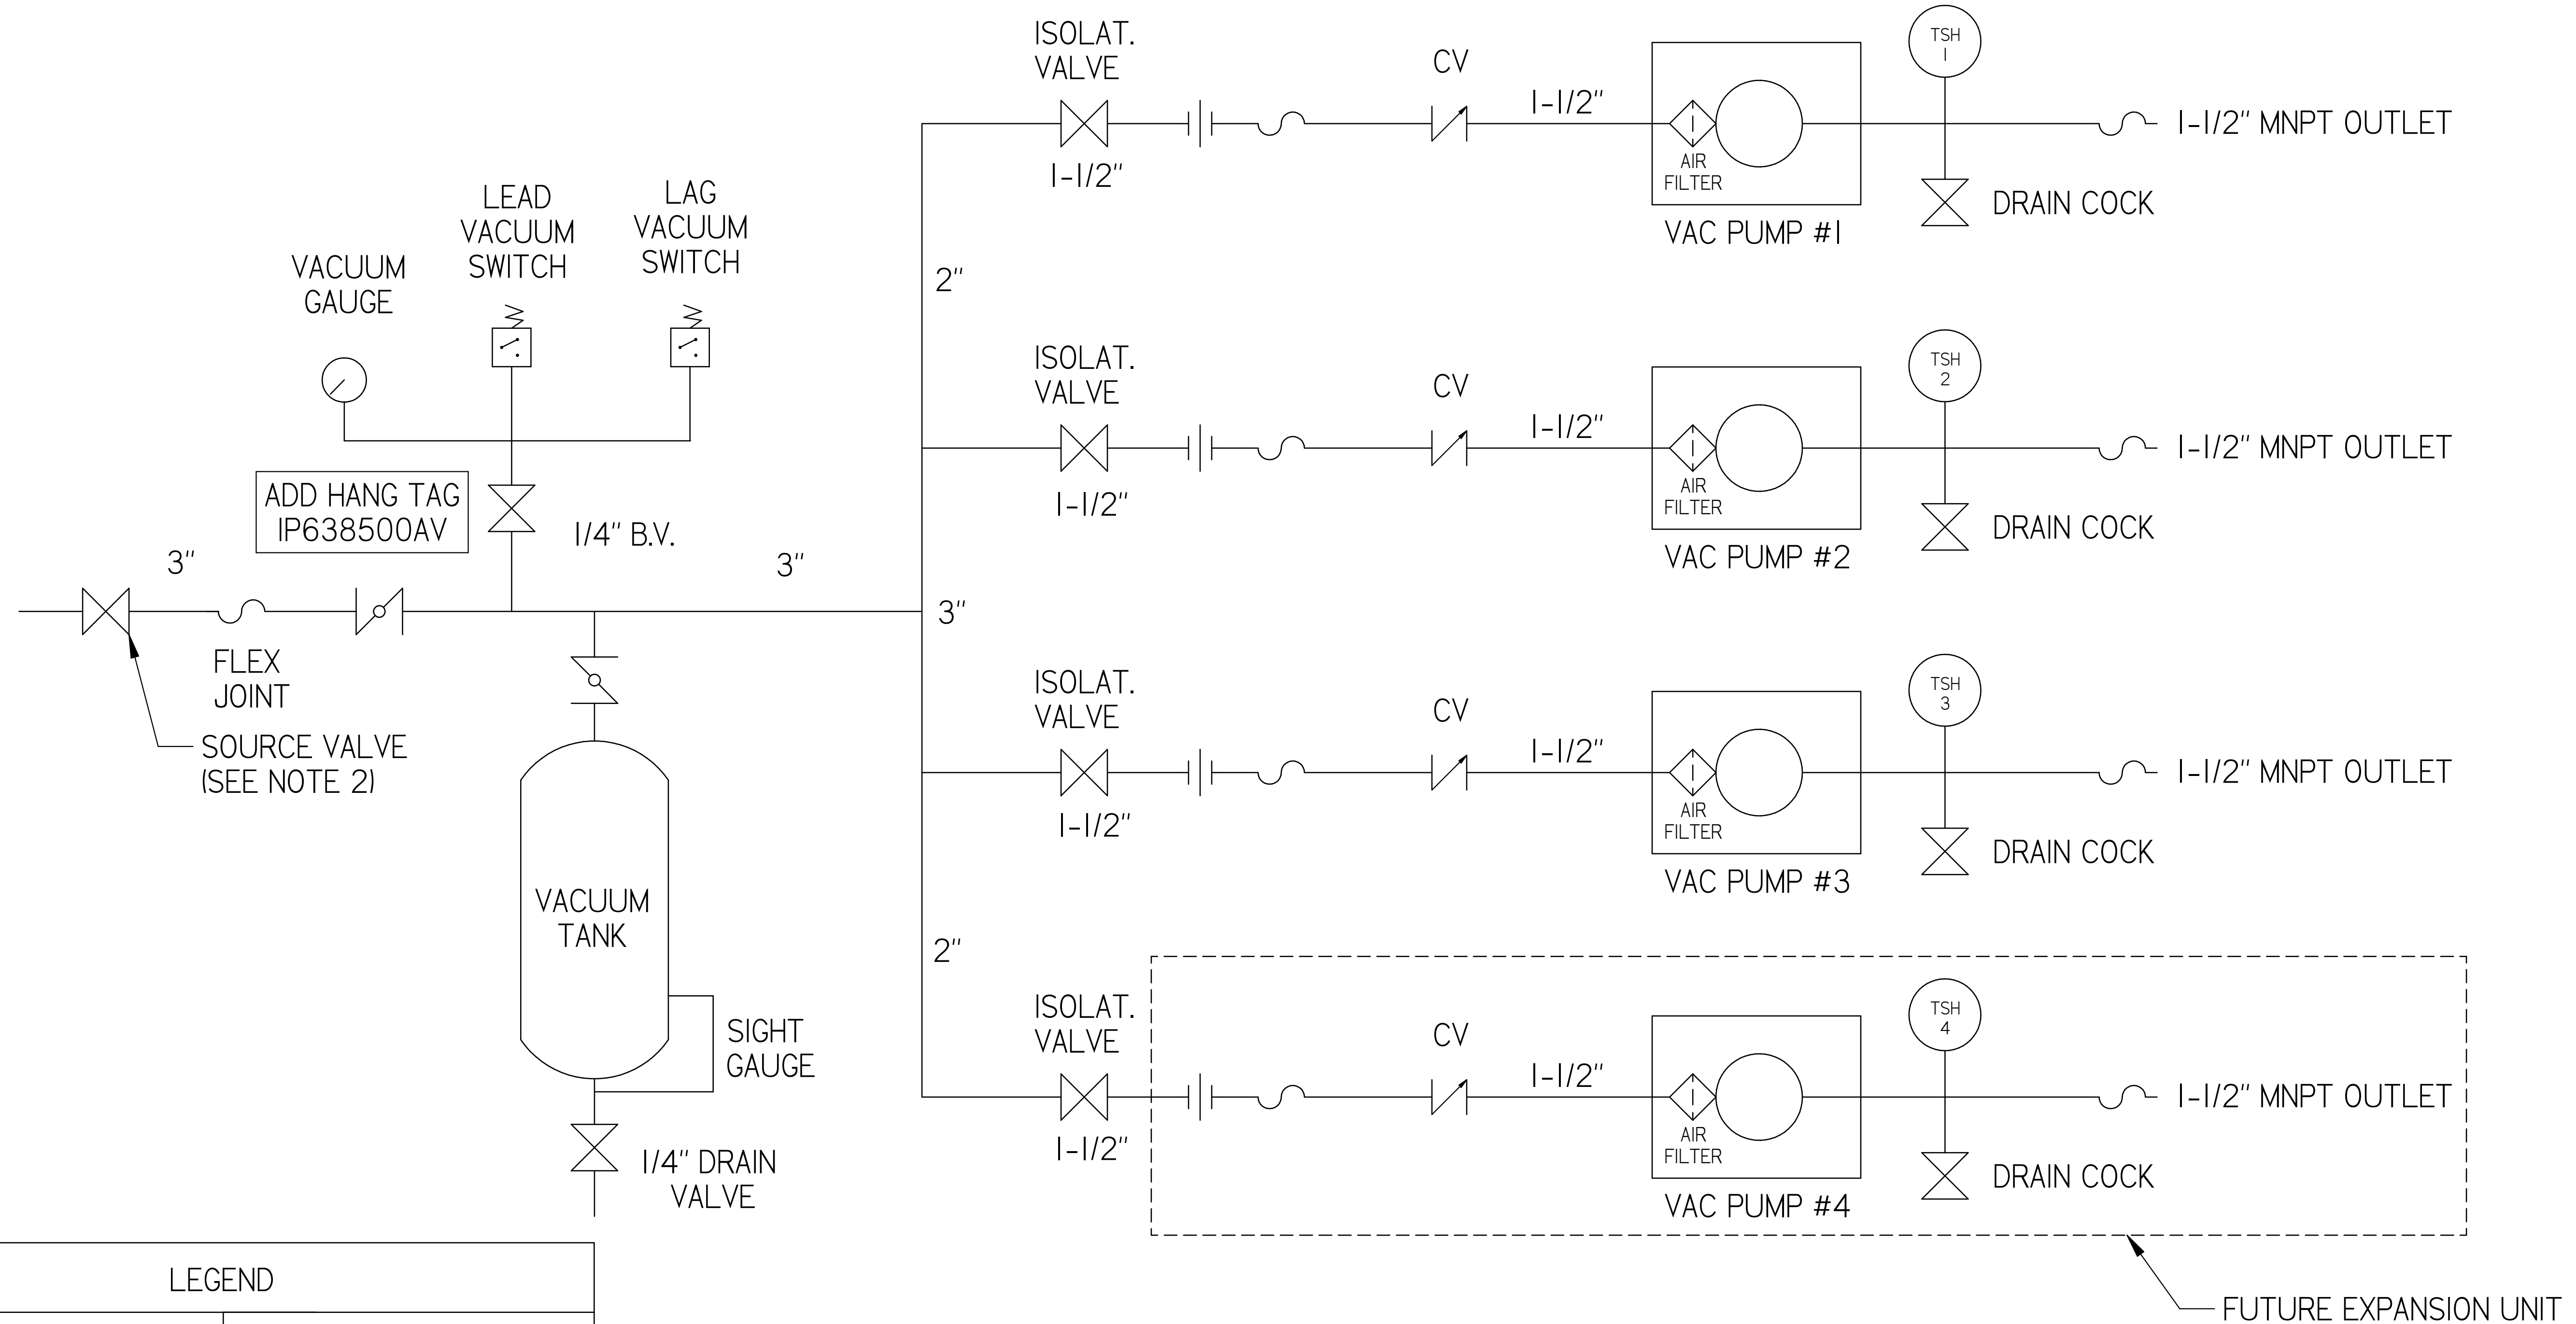 ISOLAT.
VALVE
1-1/2"
CV
1-1/2"
AIR
FILTER
VAC PUMP #1
TSH
1
1-1/2" MNPT OUTLET
DRAIN COCK
LEAD
VACUUM
SWITCH
LAG
VACUUM
SWITCH
VACUUM
GAUGE
2"
ISOLAT.
VALVE
1-1/2"
CV
1-1/2"
AIR
FILTER
VAC PUMP #2
TSH
2
1-1/2" MNPT OUTLET
DRAIN COCK
ADD HANG TAG
IP638500AV
1/4" B.V.
3"
3"
3"
FLEX
JOINT
SOURCE VALVE
(SEE NOTE 2)
ISOLAT.
VALVE
1-1/2"
CV
1-1/2"
AIR
FILTER
VAC PUMP #3
TSH
3
1-1/2" MNPT OUTLET
DRAIN COCK
VACUUM
TANK
2"
SIGHT
GAUGE
1/4" DRAIN
VALVE
ISOLAT.
VALVE
1-1/2"
CV
1-1/2"
AIR
FILTER
VAC PUMP #4
TSH
4
1-1/2" MNPT OUTLET
DRAIN COCK
LEGEND
FUTURE EXPANSION UNIT